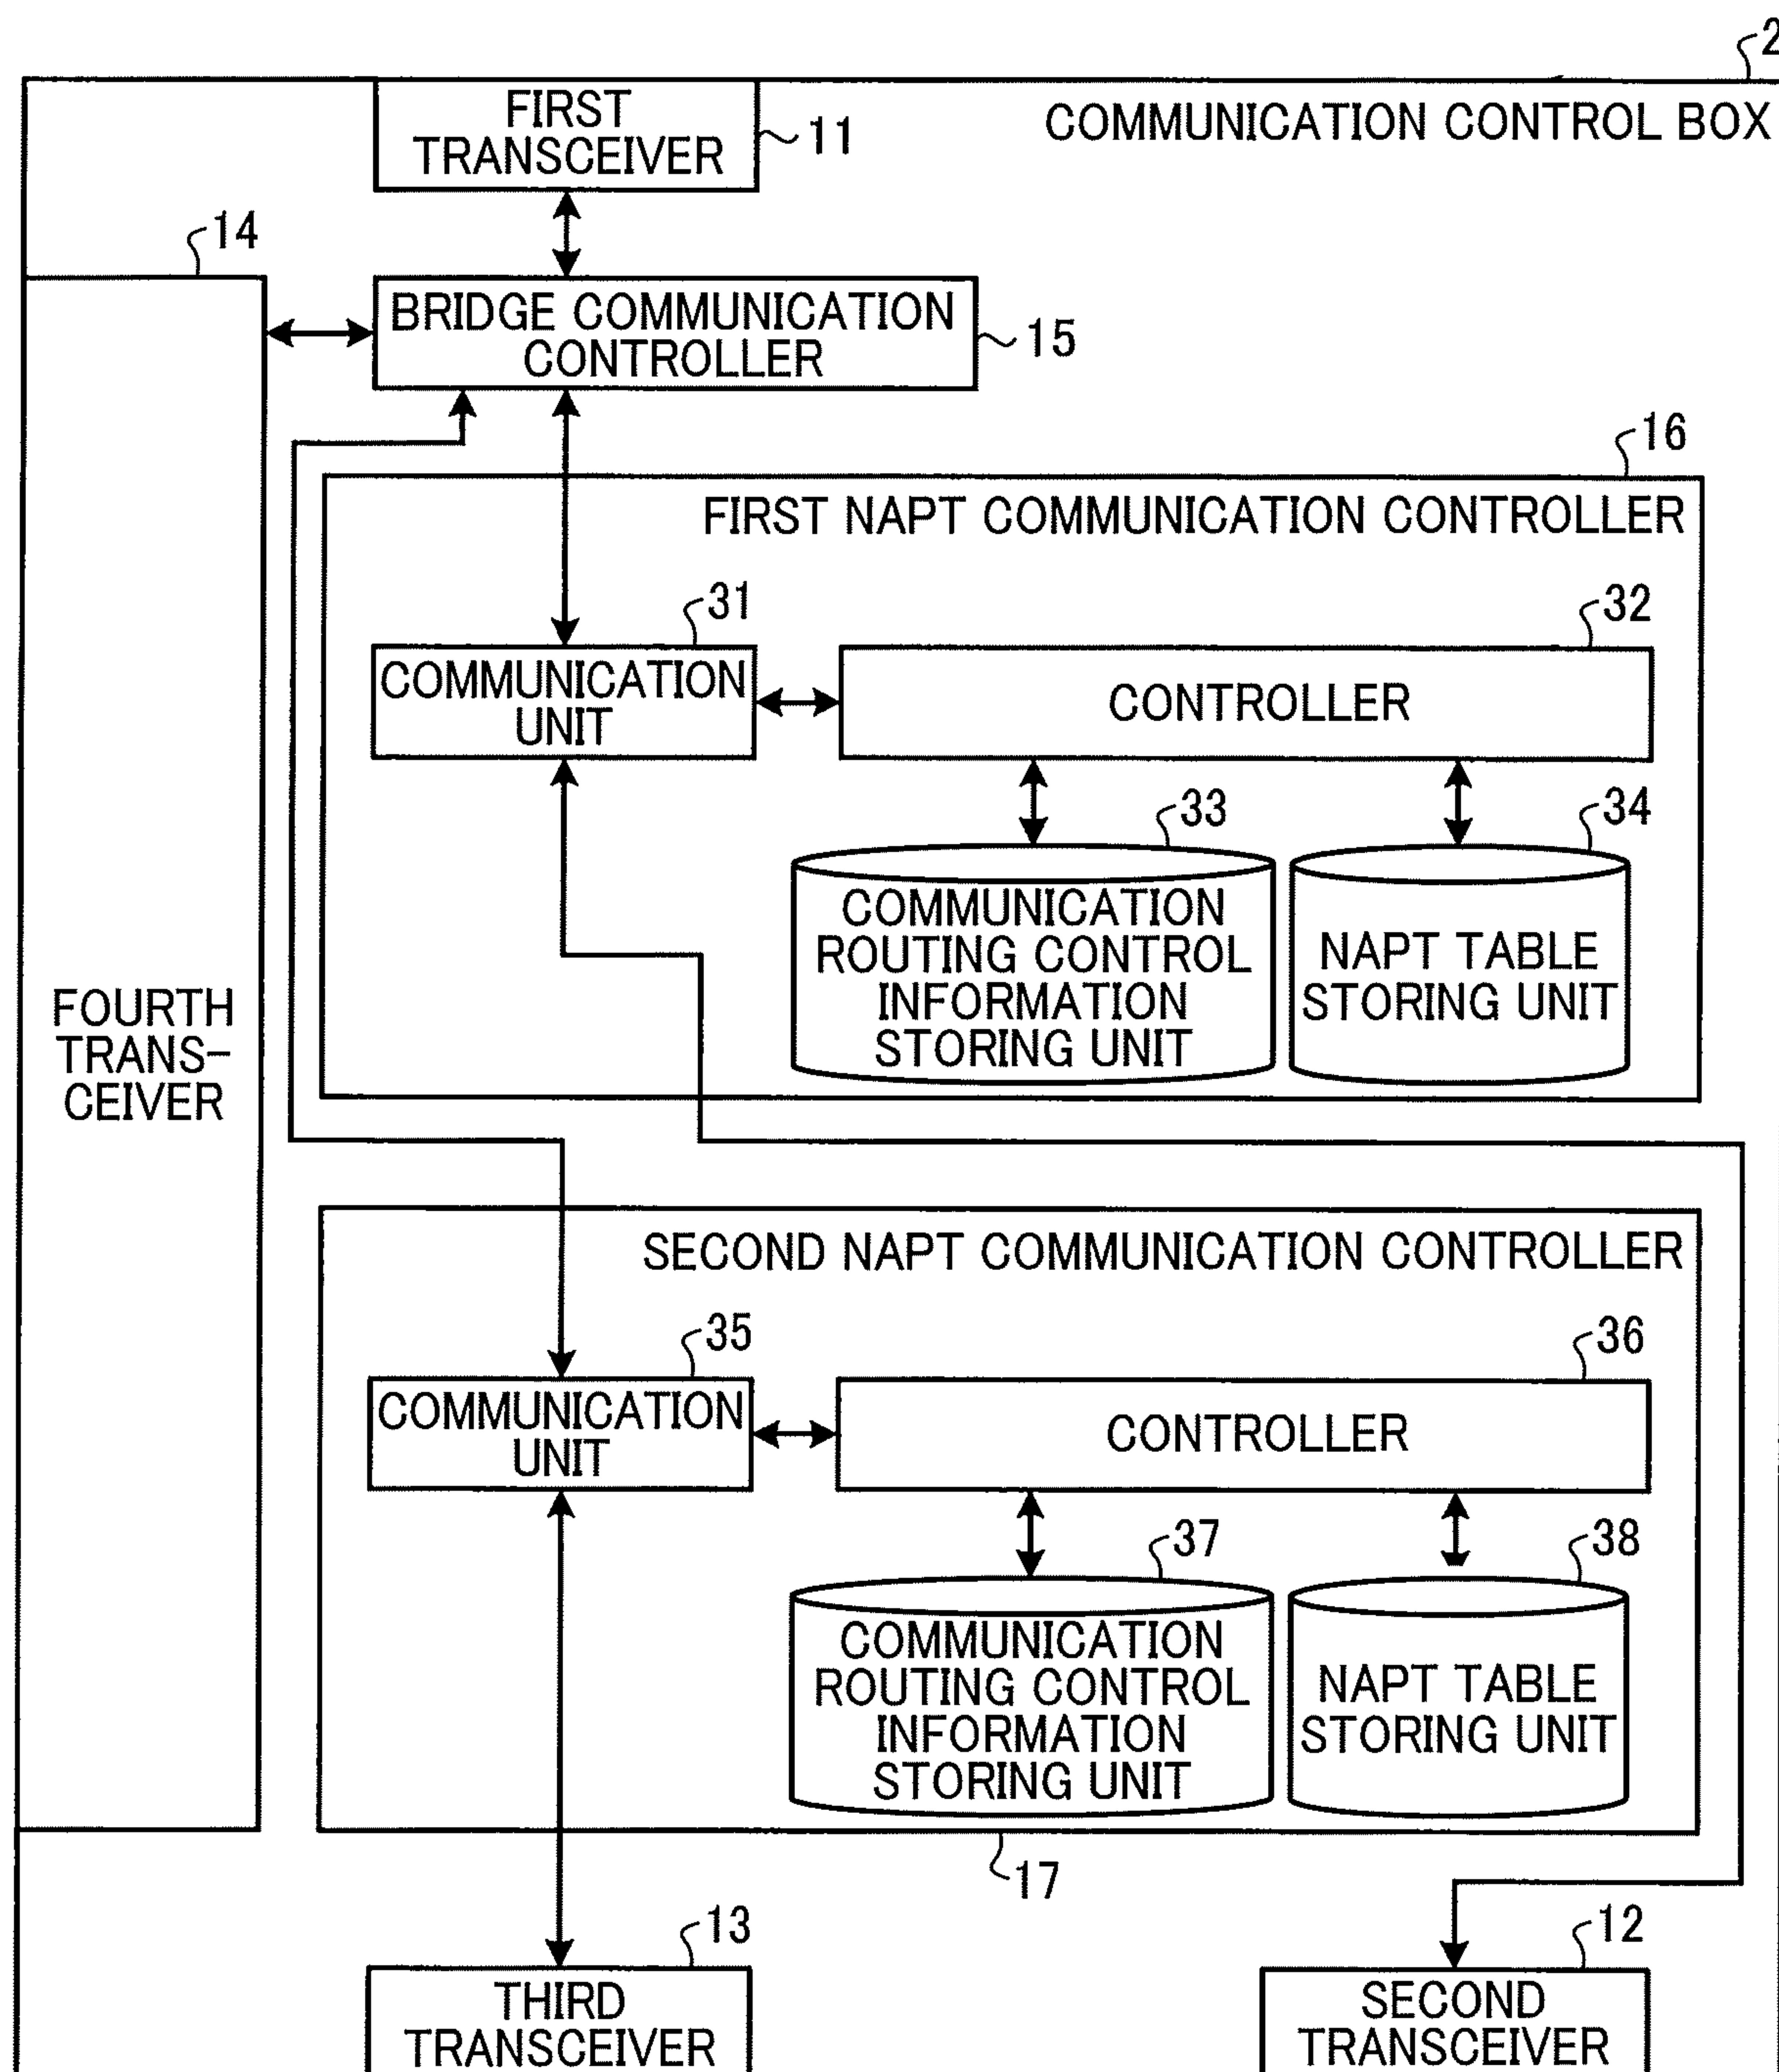 2
COMMUNICATION CONTROL BOX
FIRST
TRANSCEIVER
11
14
BRIDGE COMMUNICATION
CONTROLLER
15
16
FIRST NAPT COMMUNICATION CONTROLLER
31
32
COMMUNICATION
UNIT
CONTROLLER
33
34
COMMUNICATION
ROUTING CONTROL
INFORMATION
STORING UNIT
NAPT TABLE
STORING UNIT
FOURTH
TRANS-
CEIVER
SECOND NAPT COMMUNICATION CONTROLLER
35
36
COMMUNICATION
UNIT
CONTROLLER
37
38
COMMUNICATION
ROUTING CONTROL
INFORMATION
STORING UNIT
NAPT TABLE
STORING UNIT
17
13
12
THIRD
TRANSCEIVER
SECOND
TRANSCEIVER